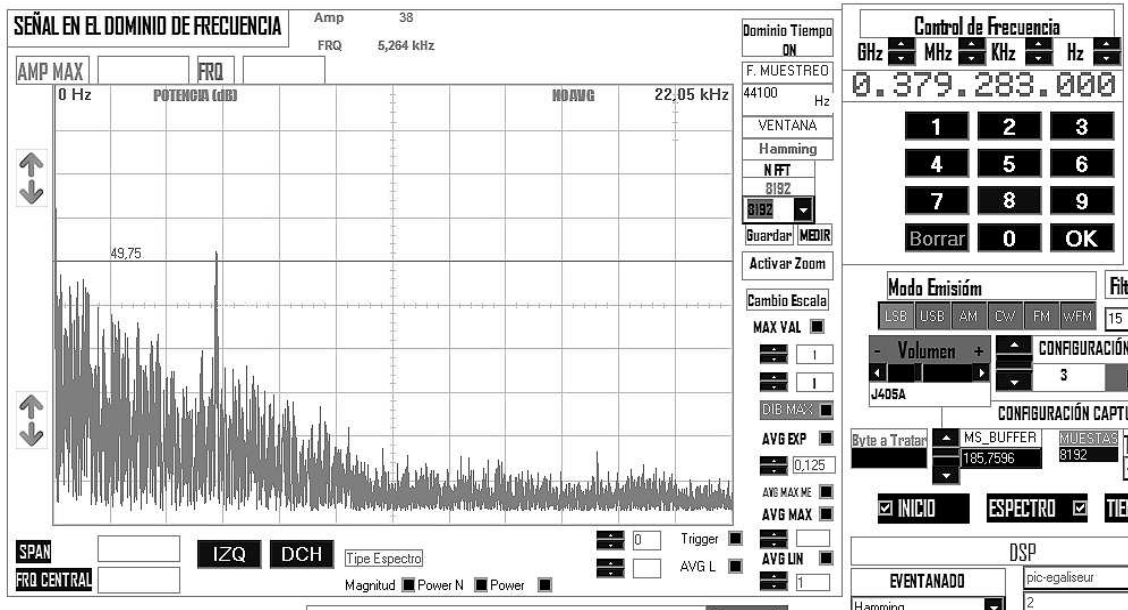 SEÑAL EN EL DOMINIO DE FRECUENCIA
Amp 38
FRQ 5,264 kHz
AMP MAX
FRQ
0 Hz
POTENCIA (dB)
NOAVG
22,05 kHz
49,75
SPAN
FRQ CENTRAL
IZQ
DCH
Tipe Espectro
Magnitud
Power N
Power
0
Trigger
AVG L
Dominio Tiempo
ON
F. MUESTREO
44100
Hz
VENTANA
Hamming
N FFT
8192
8192
Guardar
MEDIR
Activar Zoom
Cambio Escala
MAX VAL
1
1
DIB MAX
AVG EXP
0,125
AVG MAX ME
AVG MAX
AVG LIN
1
Control de Frecuencia
GHz MHz KHz Hz
0.379.283.000
1 2 3
4 5 6
7 8 9
Borrar 0 OK
Modo Emisióm
Filt
LSB USB AM CW FM WFM
15
- Volumen +
J405A
CONFIGURACIÓN
3
CONFIGURACIÓN CAPTU
Byte a Tratar
MS_BUFFER
185,7596
MUESTAS
8192
INICIO
ESPECTRO
TIE
DSP
EVENTANADO
Hamming
pic-egaliseur
2